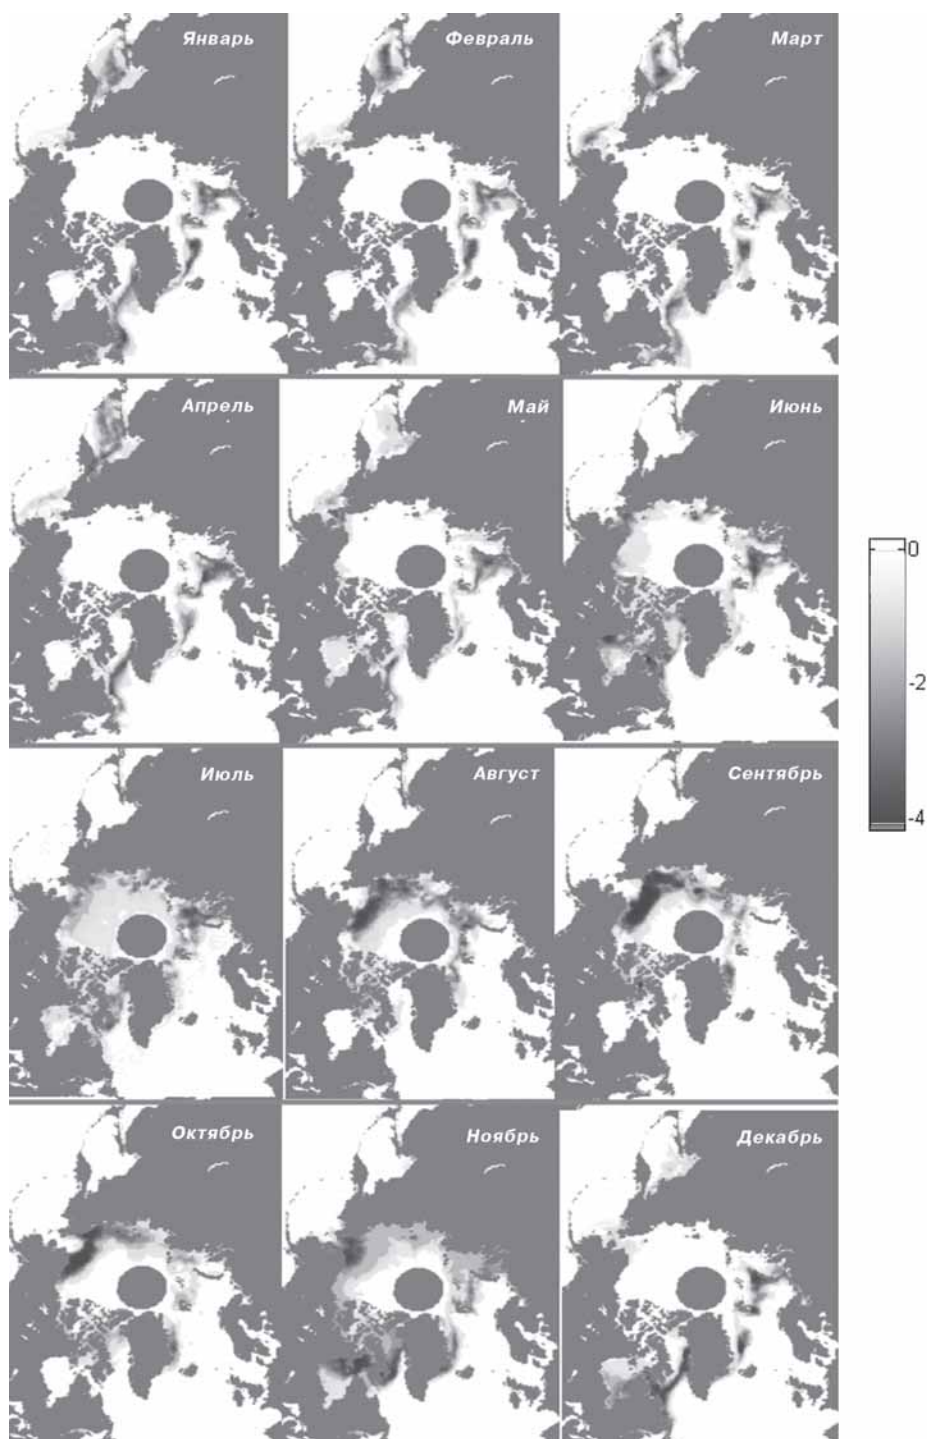 Январь
Февраль
Март
Апрель
Май
Июнь
0
-2
-4
Июль
Август
Сентябрь
Октябрь
Ноябрь
Декабрь